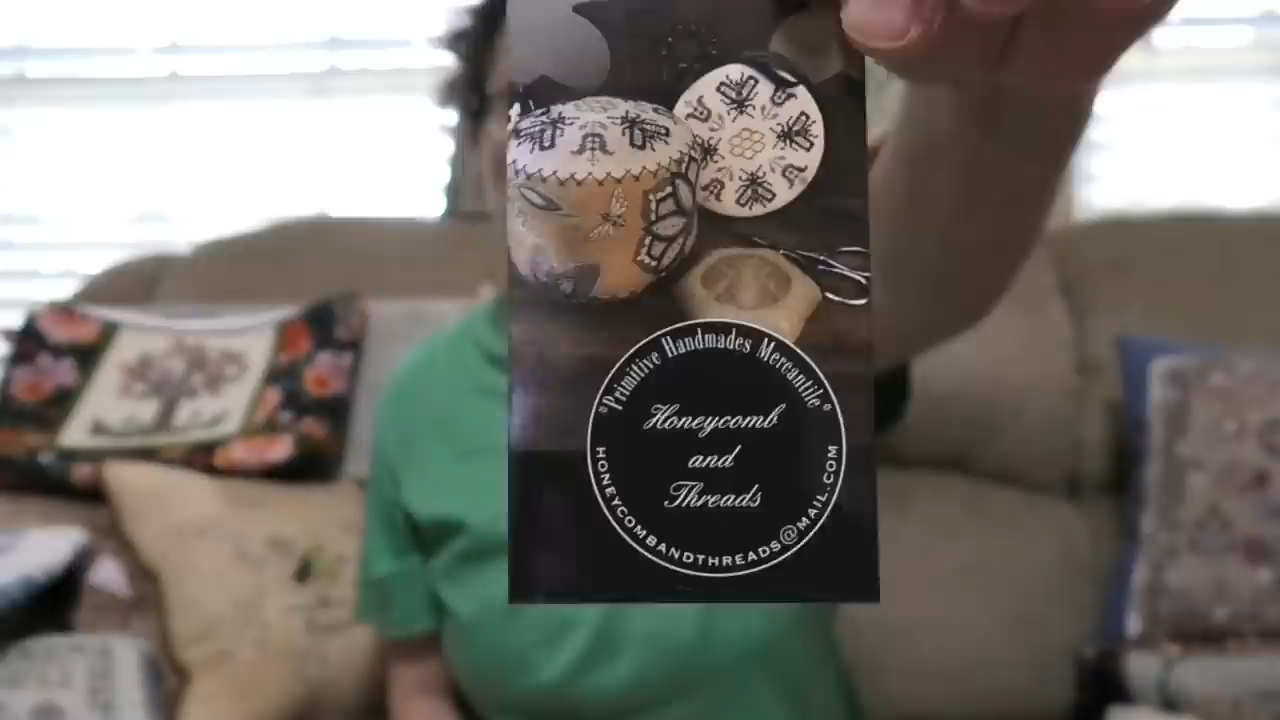 *Primitive Handmades Mercantile*
Honeycomb
and
Threads
HONEYCOMBANDTHREADS@MAIL.COM